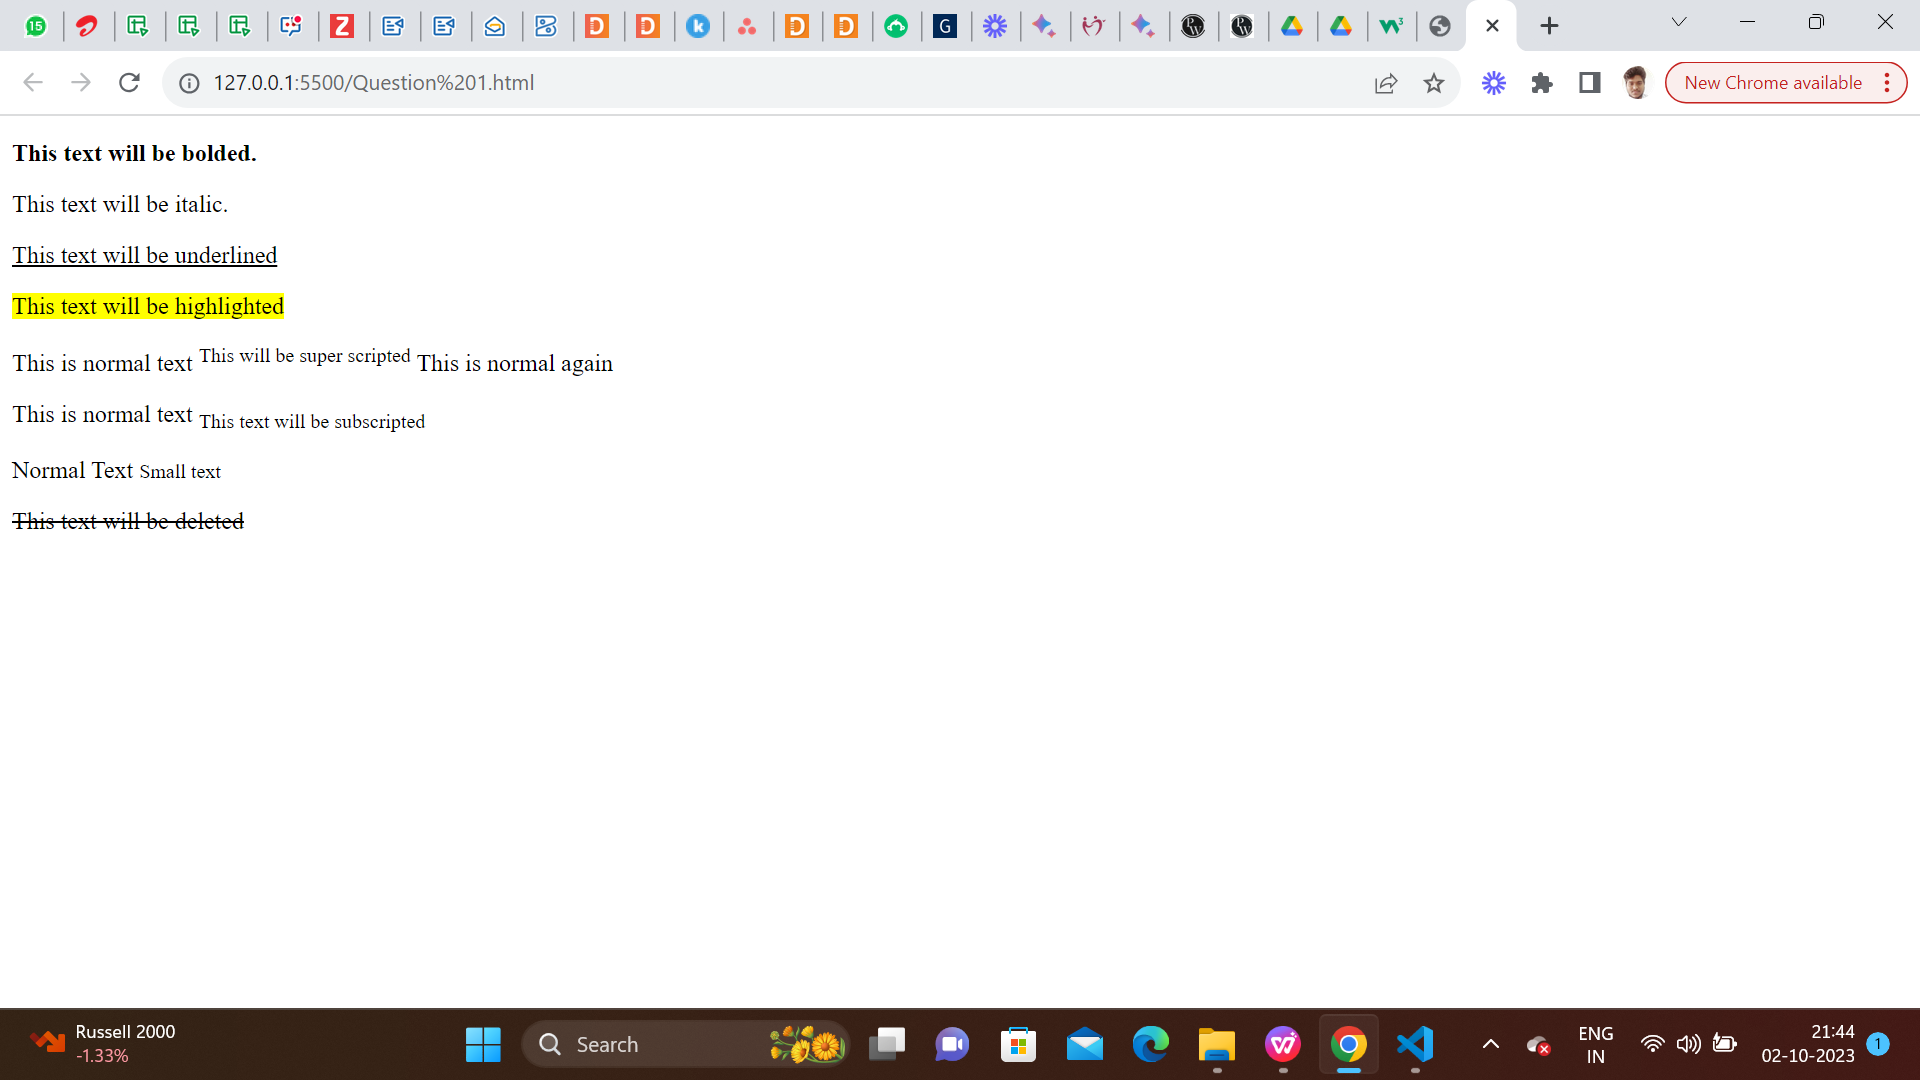 15
127.0.0.1:5500/Question%201.html
New Chrome available
This text will be bolded.
This text will be italic.
This text will be underlined
This text will be highlighted
This is normal text This will be super scripted This is normal again
This is normal text This text will be subscripted
Normal Text Small text
This text will be deleted
Russell 2000
-1.33%
Search
ENG
IN
21:44
02-10-2023
1